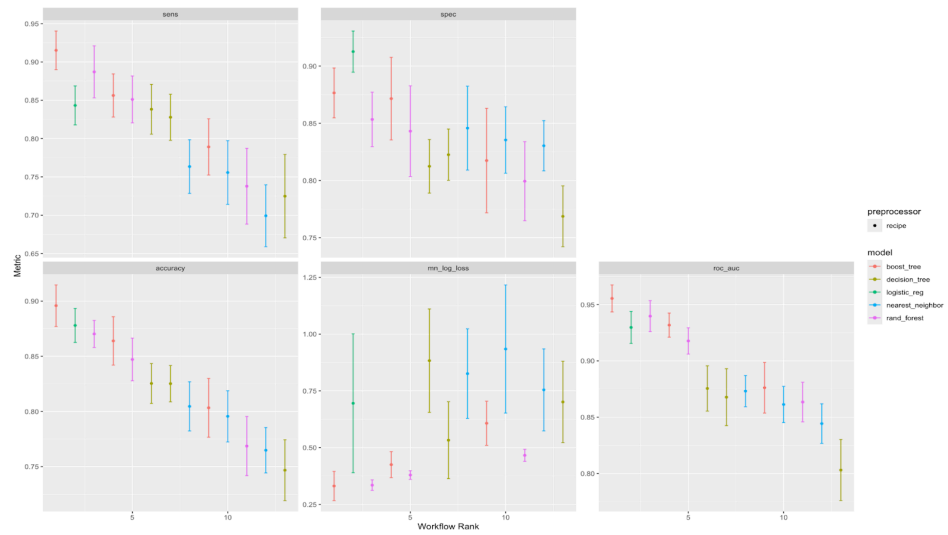 sens
spec
0.95
0.90
0.85
0.80
0.75
0.70
0.65
0.90
0.85
0.80
0.75
Metric
accuracy
mn_log_loss
roc_auc
0.90
0.85
0.80
0.75
1.25
1.00
0.75
0.50
0.25
0.95
0.90
0.85
0.80
5
10
5
10
5
10
Workflow Rank
preprocessor
recipe
model
boost_tree
decision_tree
logistic_reg
nearest_neighbor
rand_forest